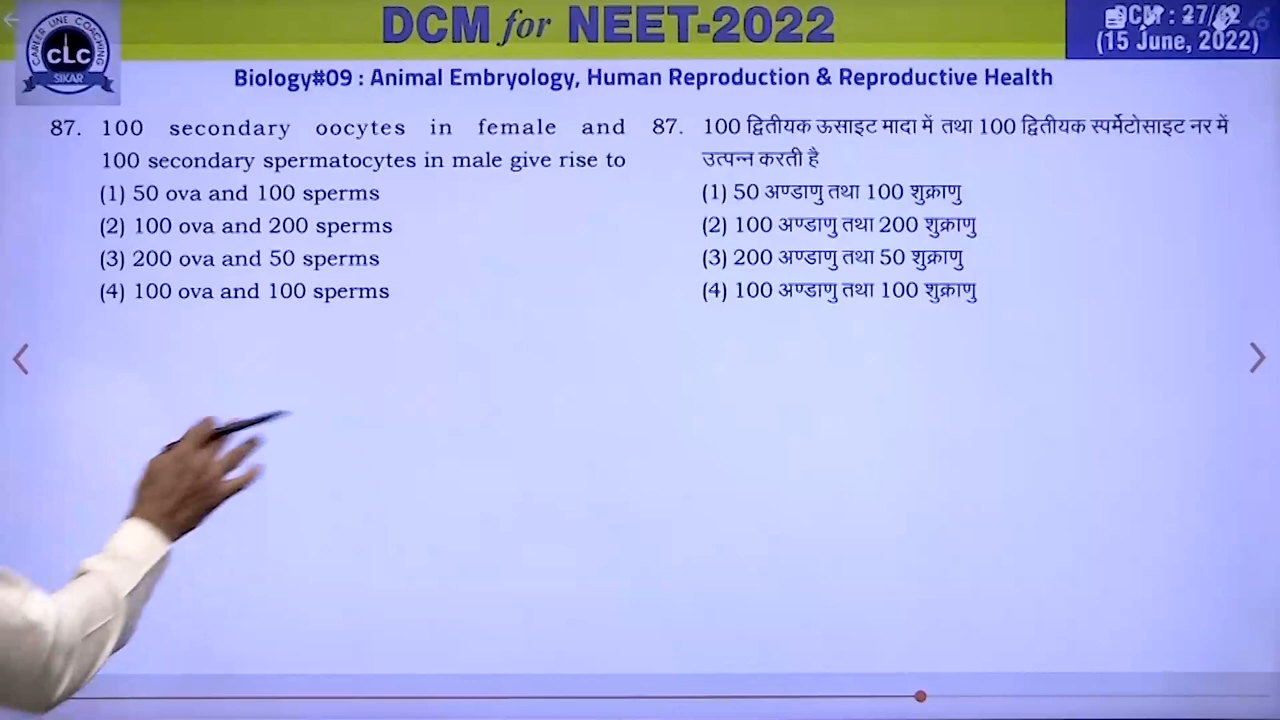 DCM for NEET-2022
DCM : 27/42
(15 June, 2022)
CAREER LINE COACHING
CLC
SIKAR
Biology#09 : Animal Embryology, Human Reproduction & Reproductive Health
87. 100 secondary oocytes in female and
100 secondary spermatocytes in male give rise to
(1) 50 ova and 100 sperms
(2) 100 ova and 200 sperms
(3) 200 ova and 50 sperms
(4) 100 ova and 100 sperms
87. 100 द्वितीयक ऊसाइट मादा में तथा 100 द्वितीयक स्पर्मेटोसाइट नर में
उत्पन्न करती है
(1) 50 अण्डाणु तथा 100 शुक्राणु
(2) 100 अण्डाणु तथा 200 शुक्राणु
(3) 200 अण्डाणु तथा 50 शुक्राणु
(4) 100 अण्डाणु तथा 100 शुक्राणु